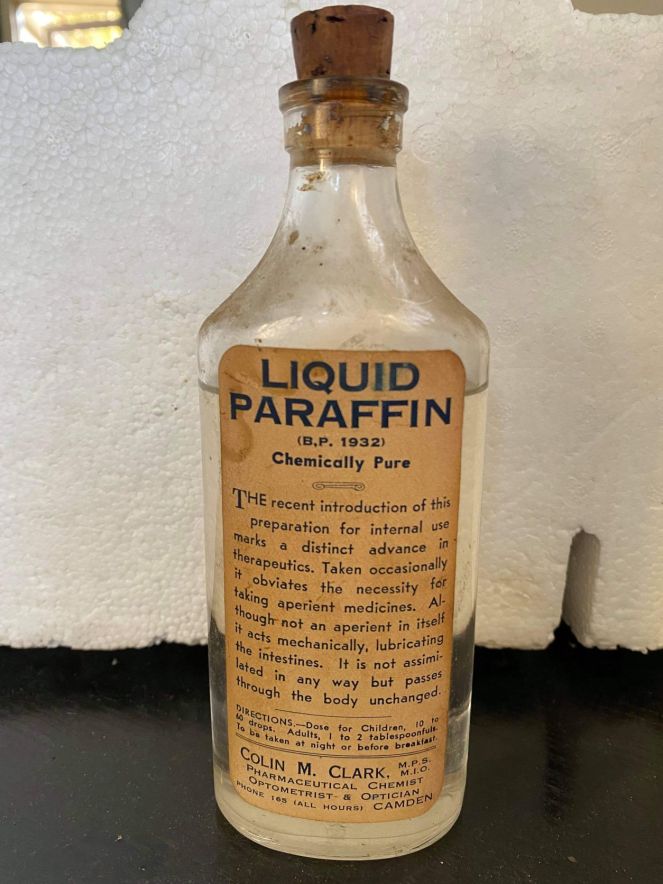 LIQUID
PARAFFIN
(B,P. 1932)
Chemically Pure
THE recent introduction of this
preparation for internal use
marks a distinct advance in
therapeutics. Taken occasionally
it obviates the necessity for
taking aperient medicines. Al-
though not an aperient in itself
it acts mechanically, lubricating
the intestines. It is not assimi-
lated in any way but passes
through the body unchanged.
DIRECTIONS.—Dose for Children, 10 to
60 drops. Adults, 1 to 2 tablespoonfuls.
To be taken at night or before breakfast.
COLIN M. CLARK, M.P.S.
M.I.O.
PHARMACEUTICAL CHEMIST
OPTOMETRIST & OPTICIAN
PHONE 165 (ALL HOURS) CAMDEN